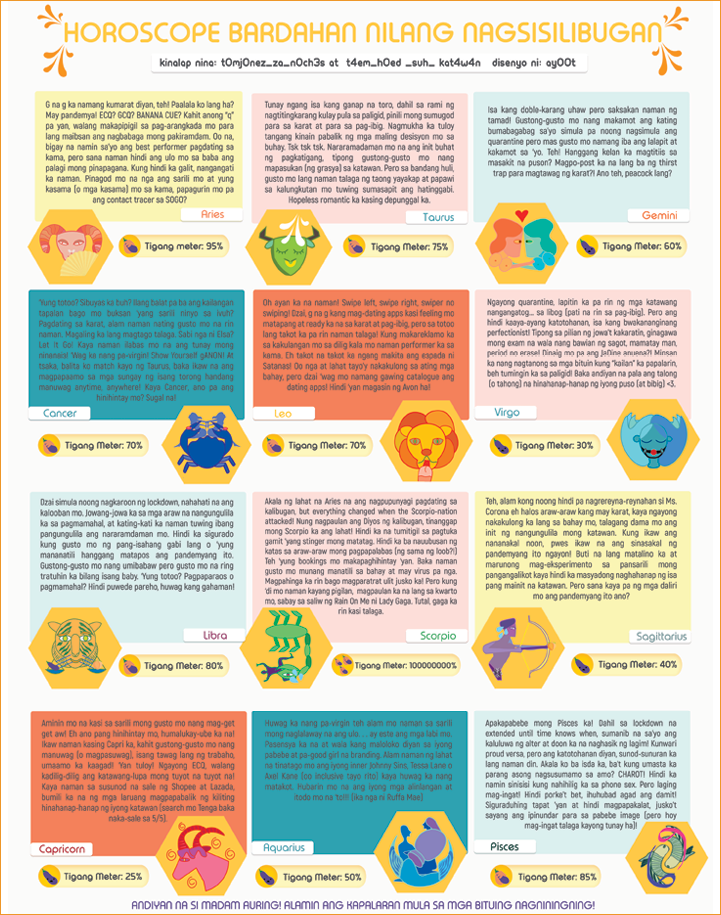 HOROSCOPE BARDAHAN NILANG NAGSISILIBUGAN
kinalap nina: t0mj0nez_za_n0ch3s at t4em_h0ed _suh_ kat4w4n disenyo ni: ay00t
G na g ka namang kumarat diyan, teh! Paalala ko lang ha?
May pandemya! ECQ? GCQ? BANANA CUE? Kahit anong "q"
pa yan, walang makapipigil sa pag-arangkada mo para
lang maibsan ang nagbabaga mong pakiramdam. Oo na,
bigay na namin sa'yo ang best performer pagdating sa
kama, pero sana naman hindi ang ulo mo sa baba ang
palagi mong pinapagana. Kung hindi ka galit, nangangati
ka naman. Pinagod mo na nga ang sarili mo at yung
kasama (o mga kasama) mo sa kama, papagurin mo pa
ang contact tracer sa SOGO?
Aries
Tigang meter: 95%
Tunay ngang isa kang ganap na toro, dahil sa rami ng
nagtitingkarang kulay pula sa paligid, pinili mong sumugod
para sa karat at para sa pag-ibig. Nagmukha ka tuloy
tangang kinain pabalik ng mga maling desisyon mo sa
buhay. Tsk tsk tsk. Nararamadaman mo na ang init buhat
ng pagkatigang, tipong gustong-gusto mo nang
mapasukan (ng grasya) sa katawan. Pero sa bandang huli,
gusto mo lang naman talaga ng taong yayakap at papawi
sa kalungkutan mo tuwing sumasapit ang hatinggabi.
Hopeless romantic ka kasing depunggal ka.
Taurus
Tigang meter: 75%
Isa kang doble-karang uhaw pero saksakan naman ng
tamad! Gustong-gusto mo nang makamot ang kating
bumabagabag sa'yo simula pa noong nagsimula ang
quarantine pero mas gusto mo namang iba ang lalapit at
kakamot sa 'yo. Teh! Hanggang kelan ka magtitiis sa
masakit na puson? Magpo-post ka na lang ba ng thirst
trap para magtawag ng karat?! Ano teh, peacock lang?
Gemini
Tigang meter: 60%
'Yung totoo? Sibuyas ka buh? Ilang balat pa ba ang kailangan
tapalan bago mo buksan 'yang sarili ninyo sa ivuh?
Pagdating sa karat, alam naman nating gusto mo na rin
naman. Magaling ka lang magtago talaga. Sabi nga ni Elsa?
Let It Go! Kaya naman ilabas mo na ang tunay mong
ninanais! 'Wag ke nang pa-virgin! Show Yourself gANON! At
tsaka, balita ko match kayo ng Taurus, baka ikaw na ang
magpapaamo sa mga sungay ng isang torong handang
manuwag anytime, anywhere! Kaya Cancer, ano pa ang
hinihintay mo? Sugal na!
Cancer
Tigang Meter: 70%
Oh ayan ka na naman! Swipe left, swipe right, swiper no
swiping! Dzai, g na g kang mag-dating apps kasi feeling mo
matapang at ready ka na sa karat at pag-ibig, pero sa totoo
lang takot ka pa rin naman talaga! Kung makareklamo ka
sa kakulangan mo sa dilig kala mo naman performer ka sa
kama. Eh takot na takot ka ngang makita ang espada ni
Satanas! Oo nga at lahat tayo'y nakakulong sa ating mga
bahay, pero dzai 'wag mo namang gawing catalogue ang
dating apps! Hindi 'yan magasin ng Avon ha!
Leo
Tigang Meter: 70%
Ngayong quarantine, lapitin ka pa rin ng mga katawang
nangangatog... sa libog (pati na rin sa pag-ibig). Pero ang
hindi kaaya-ayang katotohanan, isa kang bwakananginang
perfectionist! Tipong sa pilian ng jowa't kakaratin, ginagawa
mong exam na wala nang bawian ng sagot, mamatay man,
period no erase! Dinaig mo pa ang JaDine anuena?! Minsan
ka nang nagtanong sa mga bituin kung "kailan" ka papalarin,
beh tumingin ka sa paligid! Baka andiyan na pala ang talong
(o tahong) na hinahanap-hanap ng iyong puso (at bibig) <3.
Virgo
Tigang Meter: 30%
Dzai simula noong nagkaroon ng lockdown, nahahati na ang
kalooban mo. Jowang-jowa ka sa mga araw na nangungulila
ka sa pagmamahal, at kating-kati ka naman tuwing ibang
pangungulila ang nararamdaman mo. Hindi ka sigurado
kung gusto mo ng pang-isahang gabi lang o 'yung
mananatili hanggang matapos ang pandemyang ito.
Gustong-gusto mo nang umibabaw pero gusto mo ring
tratuhin ka bilang isang baby. 'Yung totoo? Pagpaparaos o
pagmamahal? Hindi puwede pareho, huwag kang gahaman!
Libra
Tigang Meter: 80%
Akala ng lahat na Aries na ang nagpupunyagi pagdating sa
kalibugan, but everything changed when the Scorpio-nation
attacked! Nung nagpaulan ang Diyos ng kalibugan, tinanggap
mong Scorpio ka ang lahat! Hindi ka na tumitigil sa pagtuka
gamit 'yang stinger mong matarag. Hindi ka ba nauubusan ng
katas sa araw-araw mong pagpapalabas (ng sama ng loob?!)
Teh 'yung bookings mo makapaghihintay 'yan. Baka naman
gusto mo munang manatili sa bahay at may virus pa nga.
Magpahinga ka rin bago magparatrat ulit jusko ka! Pero kung
'di mo naman kayang pigilan, magpaulan ka na lang sa kwarto
mo, sabay sa saliw ng Rain On Me ni Lady Gaga. Tutal, gaga ka
rin kasi talaga.
Scorpio
Tigang Meter: 100000000%
Teh, alam kong noong hindi pa nagrereyna-reynahan si Ms.
Corona eh halos araw-araw kang may karat, kaya ngayong
nakakulong ka lang sa bahay mo, talagang dama mo ang
init ng nangungulila mong katawan. Kung ikaw ang
nananakal noon, pwes ikaw na ang sinasakal ng
pandemyang ito ngayon! Buti na lang matalino ka at
marunong mag-eksperimento sa pansarili mong
pangangalikot kaya hindi ka masyadong naghahanap ng isa
pang mainit na katawan. Pero sana kaya pa ng mga daliri
mo ang pandemyang ito ano?
Sagittarius
Tigang Meter: 40%
Aminin mo na kasi sa sarili mong gusto mo nang mag-get
get aw! Eh ano pang hinihintay mo, humalukay-ube ka na!
Ikaw naman kasing Capri ka, kahit gustong-gusto mo nang
manuwag (o magpasuwag), isang tawag lang ng trabaho,
umaamo ka kaagad! Yan tuloy! Ngayong ECQ, walang
kadilig-dilig ang katawang-lupa mong tuyot na tuyot na!
Kaya naman sa susunod na sale ng Shopee at Lazada,
bumili ka na ng mga laruang magpapabaik ng kiliting
hinahanap-hanap ng iyong katawan (search mo Tenga baka
naka-sale sa 5/5).
Capricorn
Tigang Meter: 25%
Huwag ka nang pa-virgin teh alam mo naman sa sarili
mong naglalaway na ang ulo. . . ay este ang mga labi mo.
Pasensya ka na at wala kang maloloko diyan sa iyong
pabebe at pa-good girl na branding. Alam naman ng lahat
na tinatago mo ang iyong inner Johnny Sins, Tessa Lane o
Axel Kane (oo inclusive tayo rito) kaya huwag ka nang
matakot. Hubarin mo na ang iyong mga alinlangan at
itodo mo na 'to!!! (ika nga ni Ruffa Mae)
Aquarius
Tigang Meter: 50%
Apakapabebe mong Pisces ka! Dahil sa lockdown na
extended until time knows when, sumanib na sa'yo ang
kaluluwa ng alter at doon ka na naghasik ng lagim! Kunwari
proud versa, pero ang katotohanan diyan, sunod-sunuran ka
lang naman din. Akala ko ba isda ka, ba't kung umasta ka
parang asong nagsusumamo sa amo? CHAROT! Hindi ka
namin sinisisi kung nahihilig ka sa phone sex. Pero laging
mag-ingat! Hindi porket't bet, ihuhubad agad ang damit!
Siguraduhing tapat 'yan at hindi magpapakalat, jusko't
sayang ang ipinundar para sa pabebe image (pero hoy
mag-ingat talaga kayong tunay ha)!
Pisces
Tigang Meter: 85%
ANDIYAN NA SI MADAM AURING! ALAMIN ANG KAPALARAN MULA SA MGA BITUING NAGNININGNING!